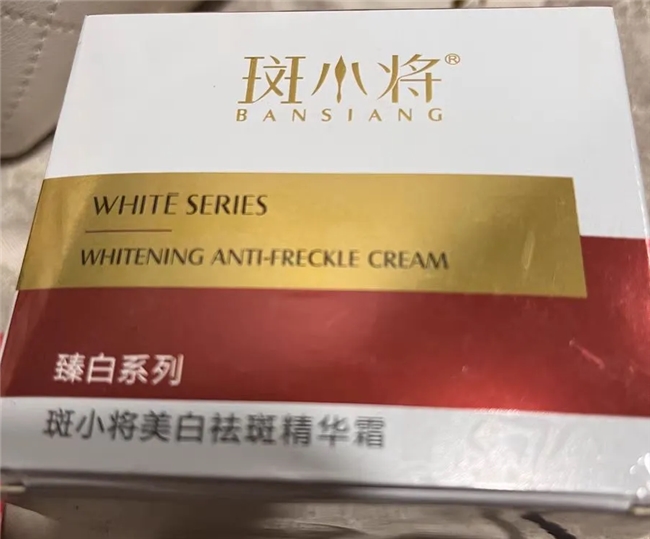 斑小将®
BANSIANG
WHITE SERIES
WHITENING ANTI-FRECKLE CREAM
臻白系列
斑小将美白祛斑精华霜